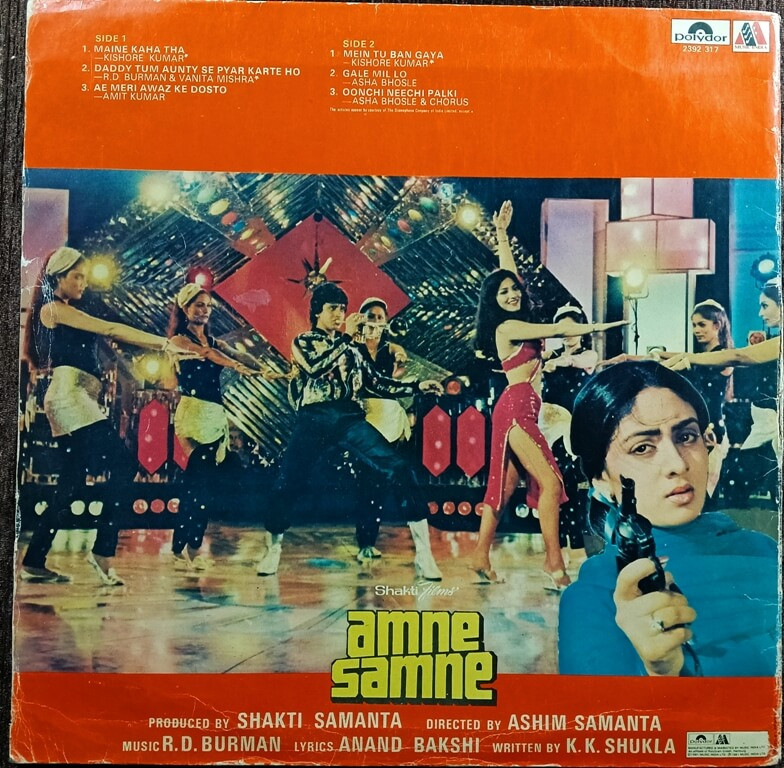 SIDE 1
1. MAINE KAHA THA
—KISHORE KUMAR*
2. DADDY TUM AUNTY SE PYAR KARTE HO
—R.D. BURMAN & VANITA MISHRA*
3. AE MERI AWAZ KE DOSTO
—AMIT KUMAR
SIDE 2
1. MEIN TU BAN GAYA
—KISHORE KUMAR*
2. GALE MIL LO
—ASHA BHOSLE
3. OONCHI NEECHI PALKI
—ASHA BHOSLE & CHORUS
polydor
2392 317
MUSIC INDIA
Shakti films'
amne
samne
PRODUCED BY SHAKTI SAMANTA DIRECTED BY ASHIM SAMANTA
MUSIC R.D. BURMAN LYRICS ANAND BAKSHI WRITTEN BY K.K. SHUKLA
polydor